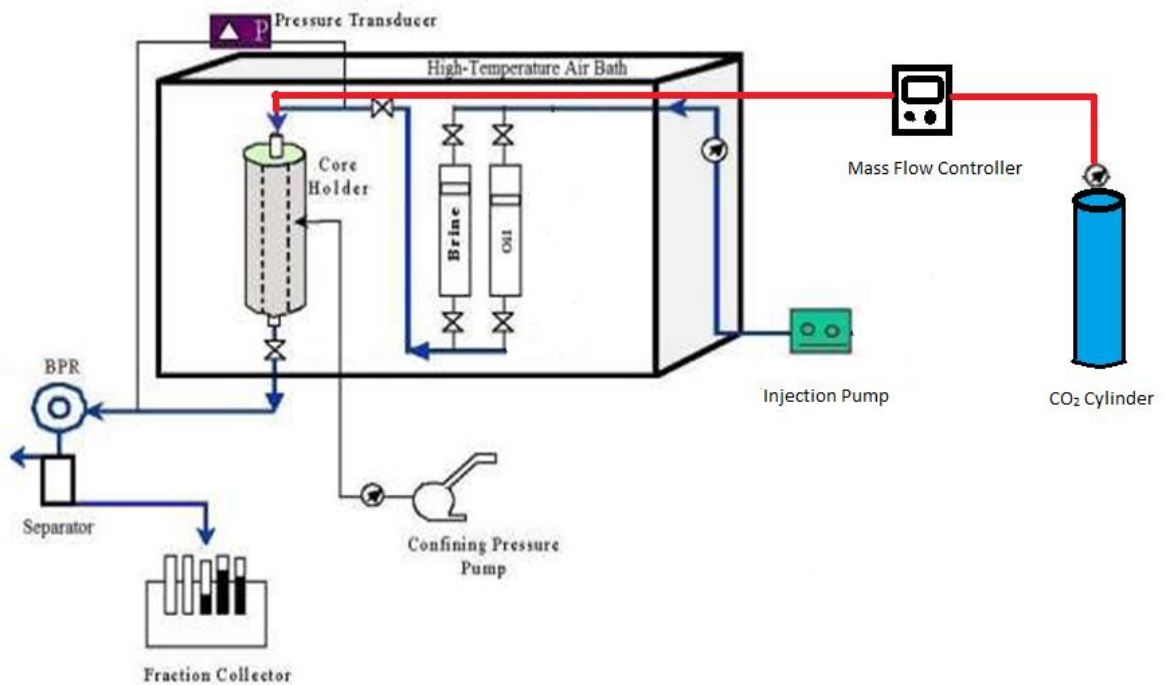 P
Pressure Transducer
High-Temperature Air Bath
Mass Flow Controller
Core
Holder
Brine
Oil
BPR
Injection Pump
CO₂ Cylinder
Separator
Confining Pressure
Pump
Fraction Collector